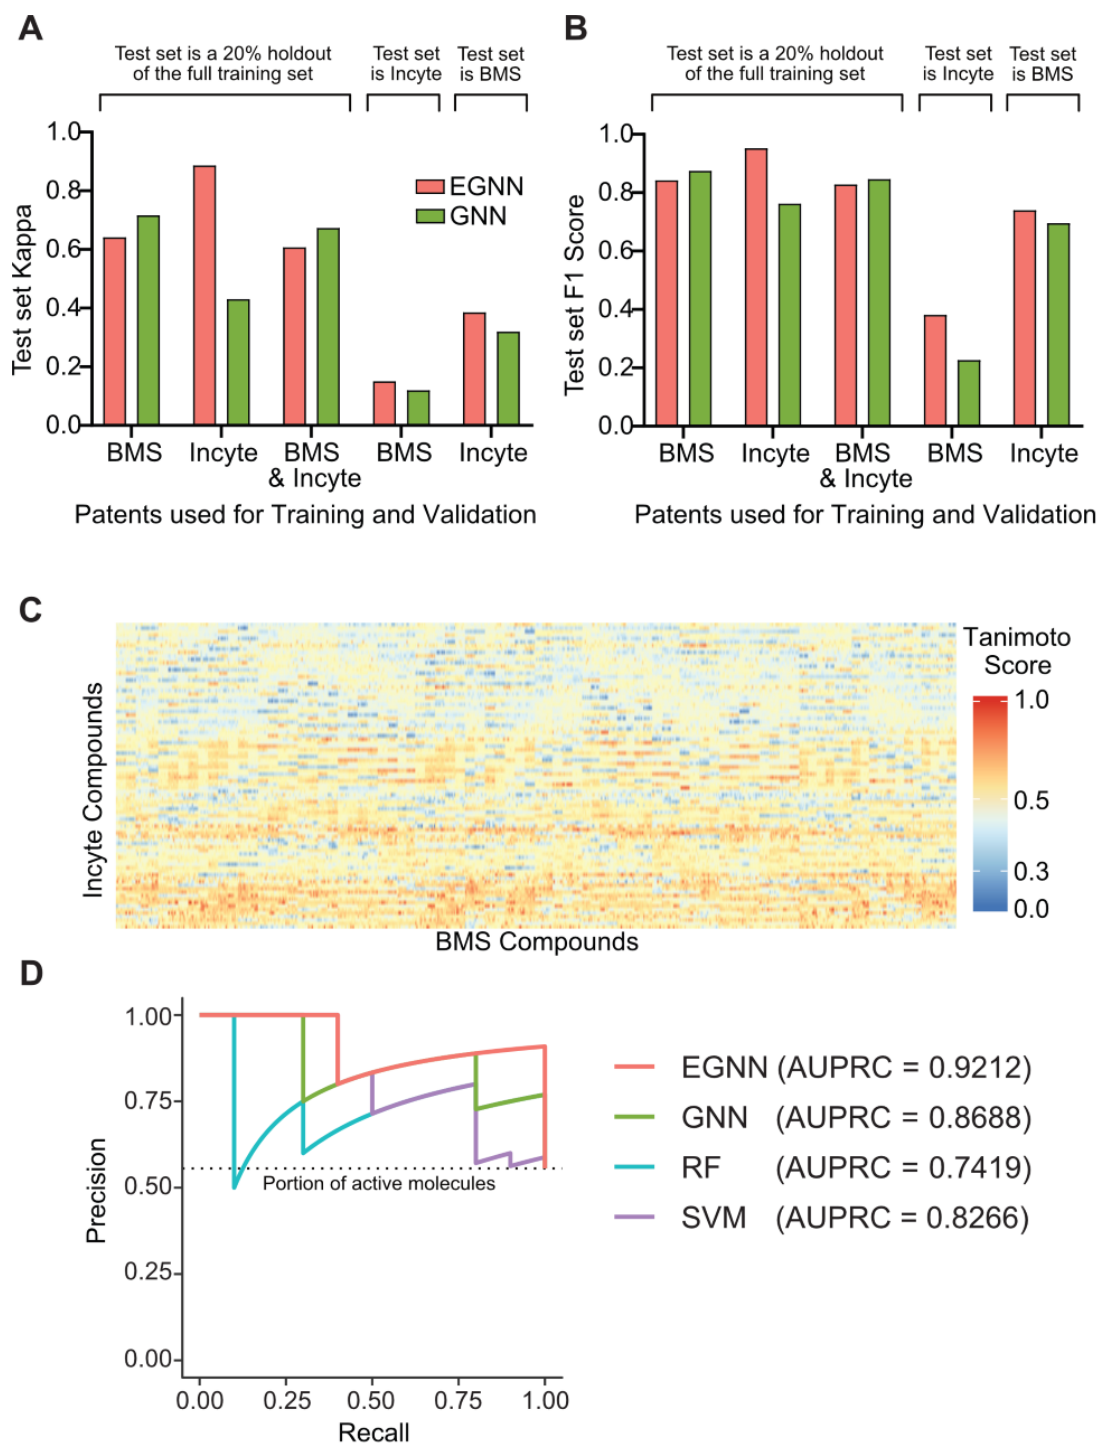 A
Test set is a 20% holdout
of the full training set
Test set
is Incyte
Test set
is BMS
1.0
0.8
0.6
0.4
0.2
0.0
Test set Kappa
EGNN
GNN
BMS
Incyte
BMS
& Incyte
BMS
Incyte
Patents used for Training and Validation
B
Test set is a 20% holdout
of the full training set
Test set
is Incyte
Test set
is BMS
1.0
0.8
0.6
0.4
0.2
0.0
Test set F1 Score
BMS
Incyte
BMS
& Incyte
BMS
Incyte
Patents used for Training and Validation
C
Incyte Compounds
BMS Compounds
Tanimoto
Score
1.0
0.5
0.3
0.0
D
1.00
0.75
0.50
0.25
0.00
Precision
Portion of active molecules
0.00 0.25 0.50 0.75 1.00
Recall
EGNN (AUPRC = 0.9212)
GNN (AUPRC = 0.8688)
RF (AUPRC = 0.7419)
SVM (AUPRC = 0.8266)